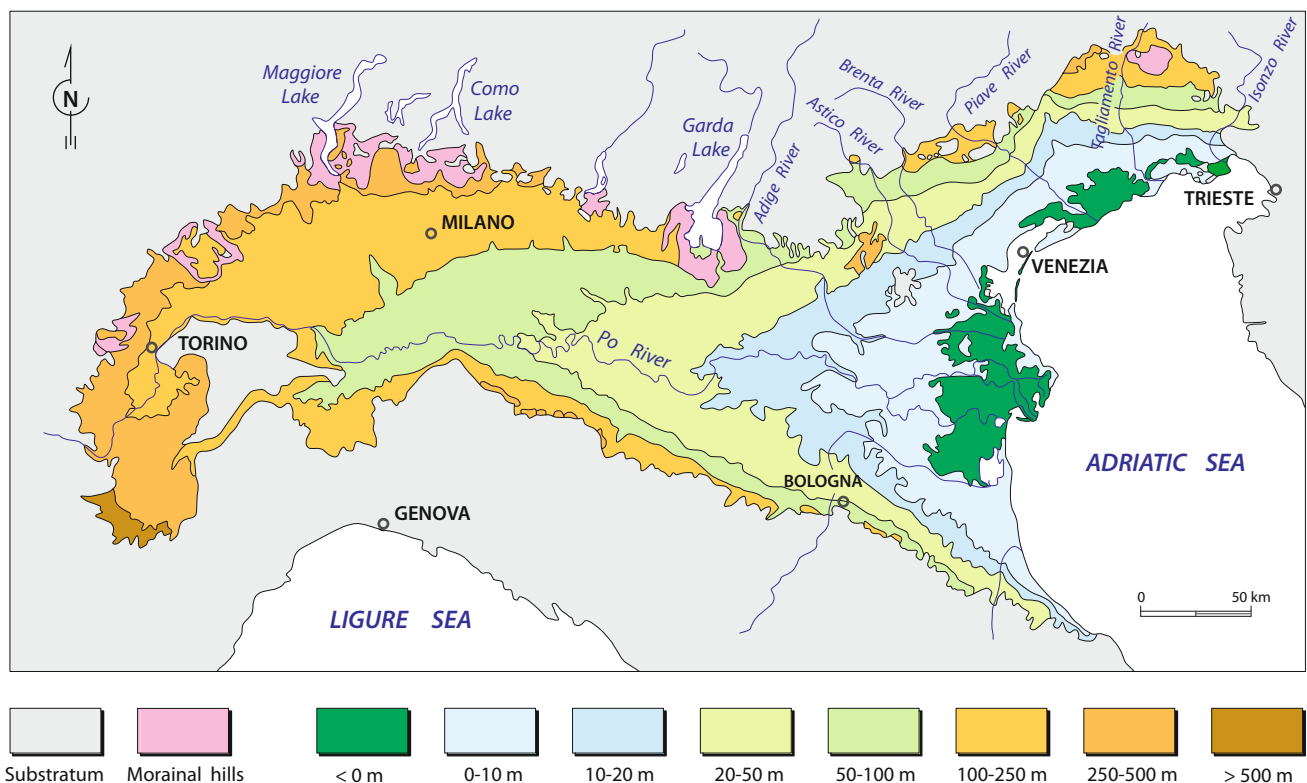 Maggiore
Lake
Como
Lake
Garda
Lake
Adige River
Astico River
Brenta River
Piave River
Tagliamento River
Isonzo River
N
MILANO
TRIESTE
VENEZIA
TORINO
Po River
BOLOGNA
ADRIATIC SEA
GENOVA
LIGURE SEA
0 50 km
Substratum Morainal hills < 0 m 0-10 m 10-20 m 20-50 m 50-100 m 100-250 m 250-500 m > 500 m